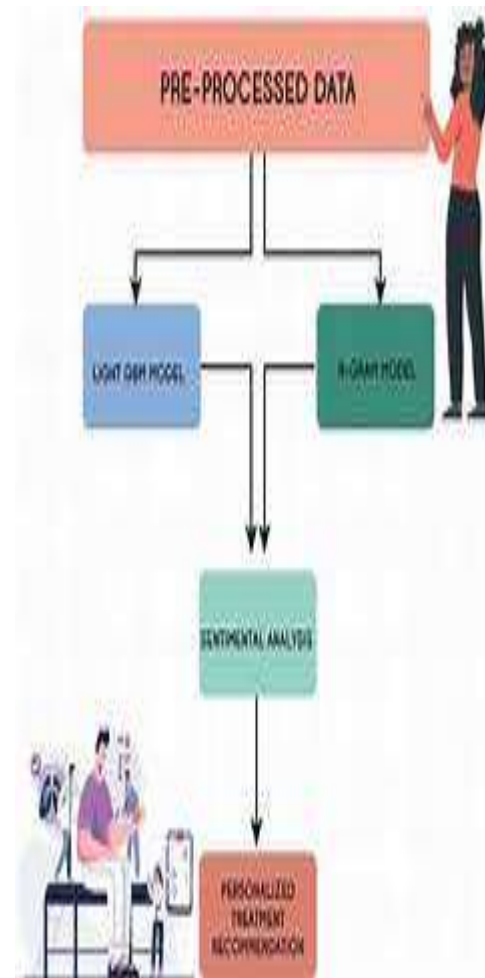 PRE-PROCESSED DATA
LIGHT GBM MODEL
N-GRAM MODEL
SENTIMENTAL ANALYSIS
PERSONALIZED
TREATMENT
RECOMMENDATION